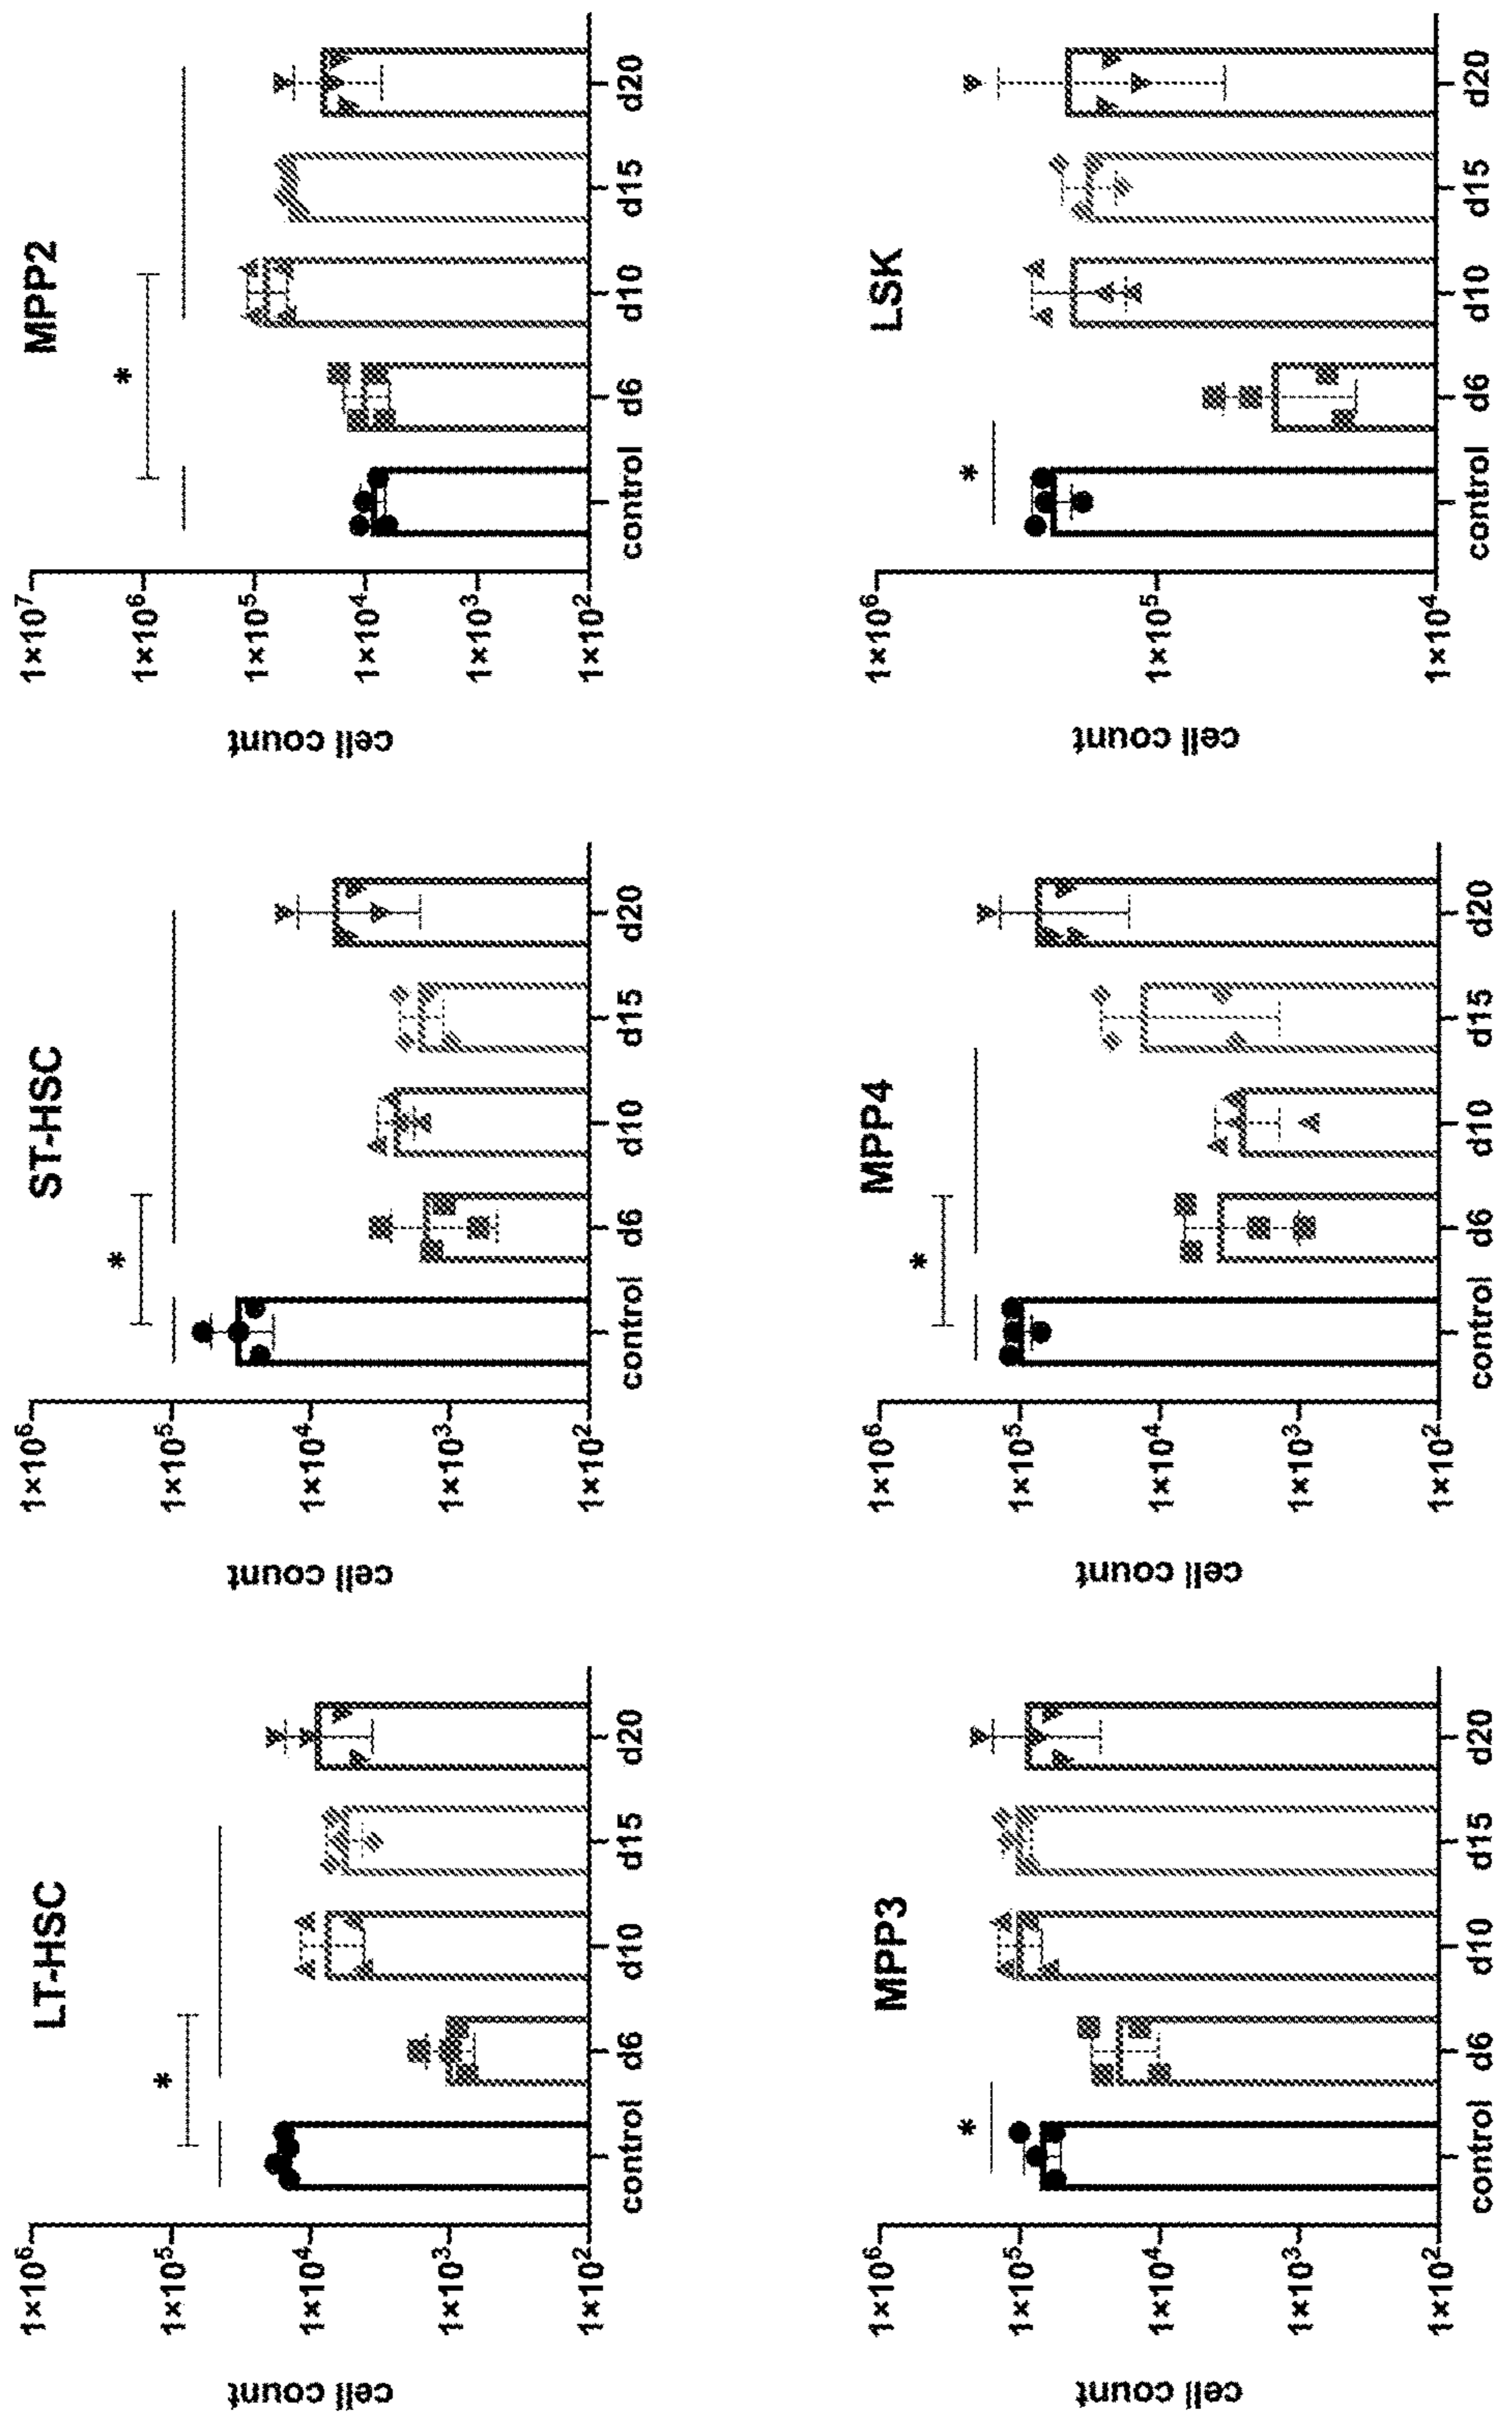 LT-HSC
*
cell count
1×10⁶
1×10⁵
1×10⁴
1×10³
1×10²
control d6 d10 d15 d20
ST-HSC
*
cell count
1×10⁶
1×10⁵
1×10⁴
1×10³
1×10²
control d6 d10 d15 d20
MPP2
*
cell count
1×10⁷
1×10⁶
1×10⁵
1×10⁴
1×10³
1×10²
control d6 d10 d15 d20
MPP3
*
cell count
1×10⁶
1×10⁵
1×10⁴
1×10³
1×10²
control d6 d10 d15 d20
MPP4
*
cell count
1×10⁶
1×10⁵
1×10⁴
1×10³
1×10²
control d6 d10 d15 d20
LSK
*
cell count
1×10⁶
1×10⁵
1×10⁴
control d6 d10 d15 d20